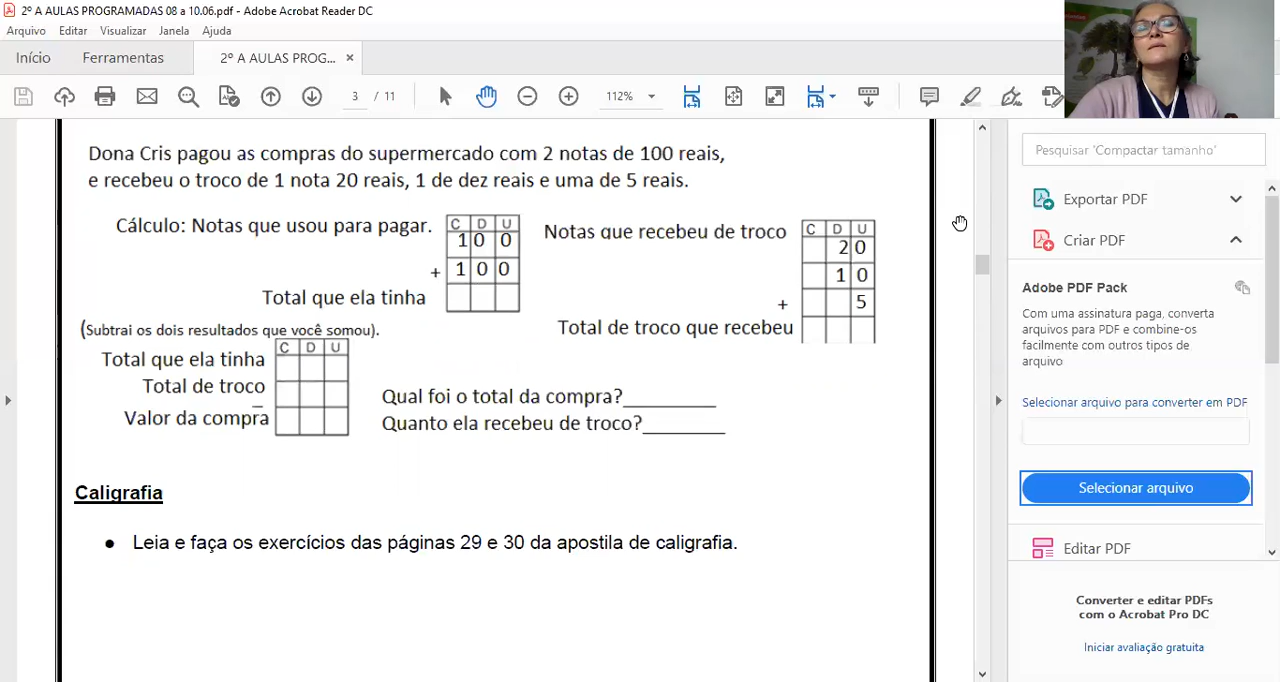 2º A AULAS PROGRAMADAS 08 a 10.06.pdf - Adobe Acrobat Reader DC
Arquivo Editar Visualizar Janela Ajuda
Início Ferramentas 2º A AULAS PROG... ×
3 / 11 112%
Dona Cris pagou as compras do supermercado com 2 notas de 100 reais,
e recebeu o troco de 1 nota 20 reais, 1 de dez reais e uma de 5 reais.
Cálculo: Notas que usou para pagar.
C D U
1 0 0
+ 1 0 0
Total que ela tinha
Notas que recebeu de troco
C D U
2 0
1 0
+ 5
Total de troco que recebeu
(Subtrai os dois resultados que você somou).
C D U
Total que ela tinha
Total de troco
_
Valor da compra
Qual foi o total da compra?_________
Quanto ela recebeu de troco?________
Caligrafia
● Leia e faça os exercícios das páginas 29 e 30 da apostila de caligrafia.
Pesquisar 'Compactar tamanho'
Exportar PDF
Criar PDF
Adobe PDF Pack
Com uma assinatura paga, converta
arquivos para PDF e combine-os
facilmente com outros tipos de
arquivo
Selecionar arquivo para converter em PDF
Selecionar arquivo
Editar PDF
Converter e editar PDFs
com o Acrobat Pro DC
Iniciar avaliação gratuita